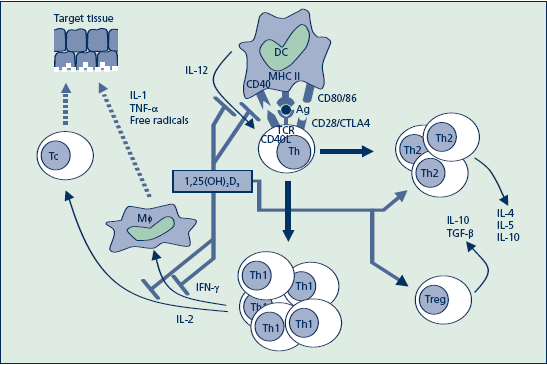 Target tissue
DC
MHC II
IL-12
CD40
CD80/86
Ag
IL-1
TNF-α
Free radicals
CD28/CTLA4
TCR
CD40L
Th
Th2
Th2
Th2
Tc
1,25(OH)₂D₃
Mϕ
IL-10
TGF-β
IL-4
IL-5
IL-10
Th1
Th1
Th1
Th1
Th1
IFN-γ
IL-2
Treg